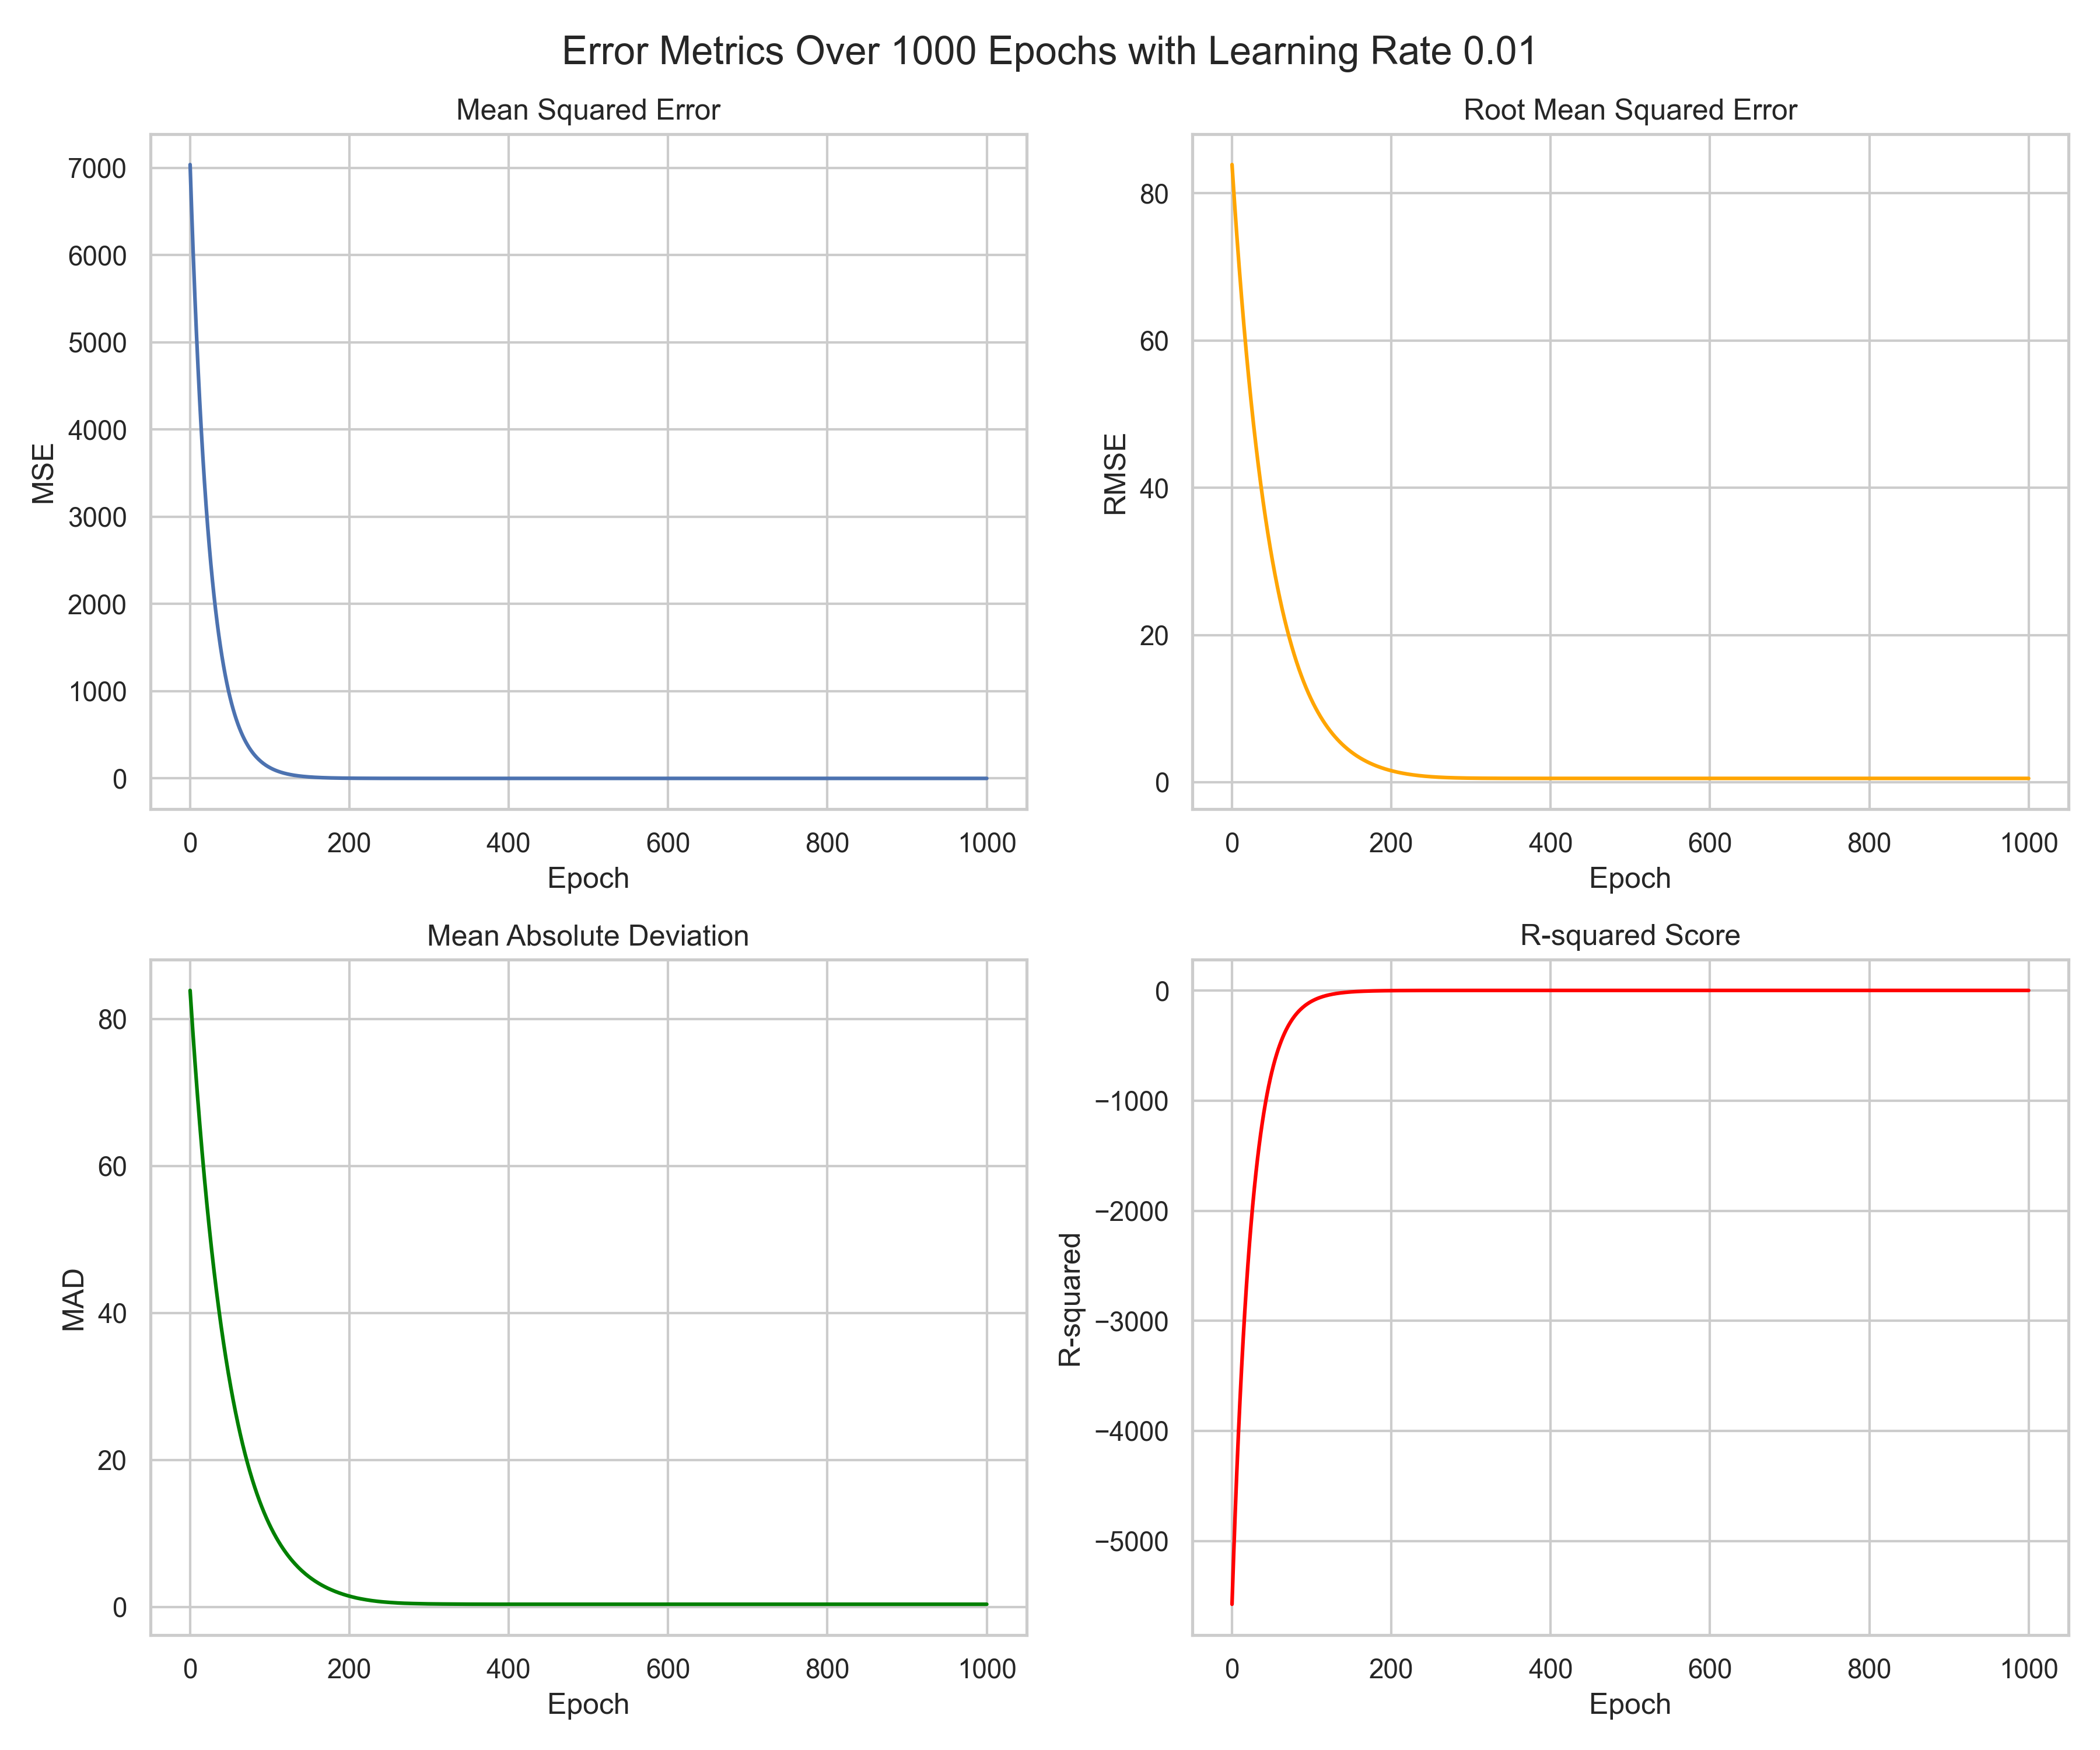 Error Metrics Over 1000 Epochs with Learning Rate 0.01
Mean Squared Error
7000
6000
5000
4000
3000
2000
1000
0
MSE
0 200 400 600 800 1000
Epoch
Root Mean Squared Error
80
60
40
20
0
RMSE
0 200 400 600 800 1000
Epoch
Mean Absolute Deviation
80
60
40
20
0
MAD
0 200 400 600 800 1000
Epoch
R-squared Score
0
−1000
−2000
−3000
−4000
−5000
R-squared
0 200 400 600 800 1000
Epoch